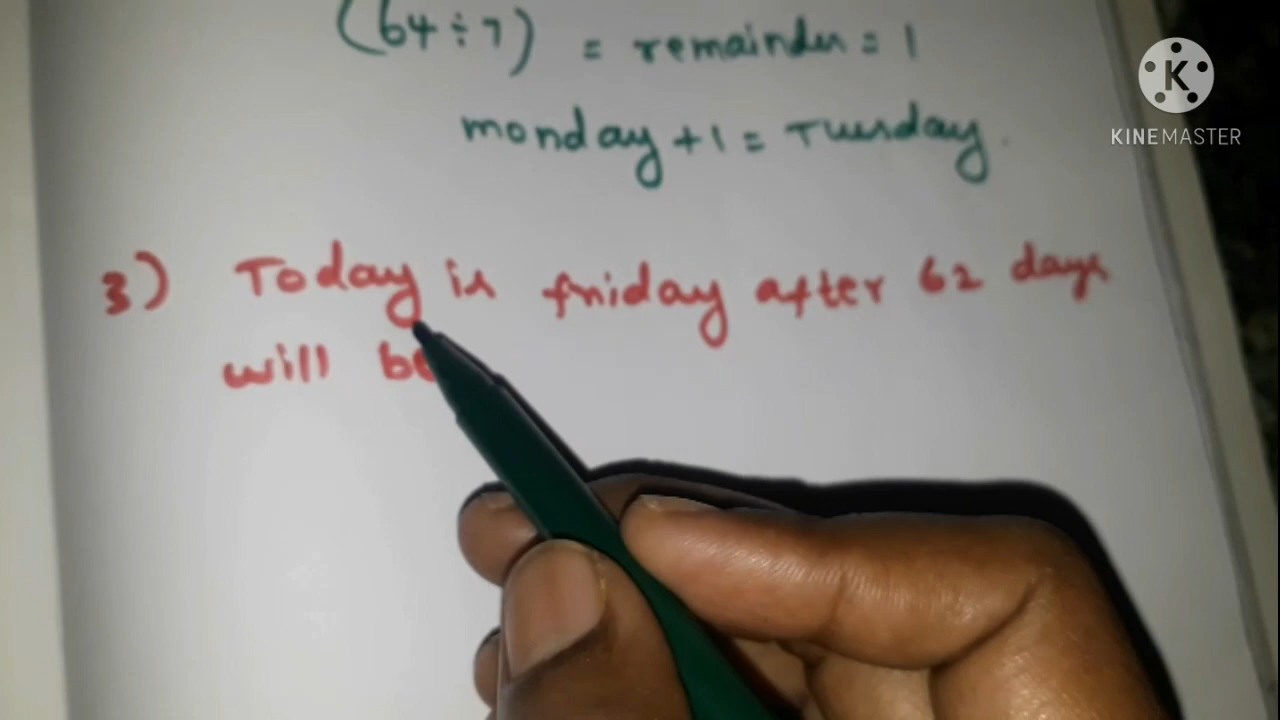 (64÷7) = remainder = 1
monday + 1 = Tuesday.
3) Today is friday after 62 days
will be
K
KINEMASTER